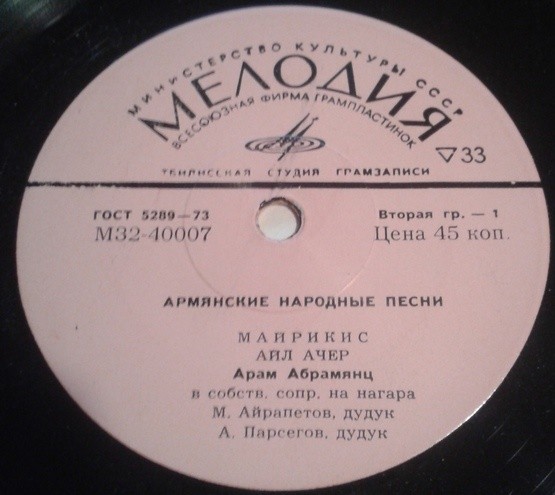 МИНИСТЕРСТВО КУЛЬТУРЫ СССР
МЕЛОДИЯ
ВСЕСОЮЗНАЯ ФИРМА ГРАМПЛАСТИНОК
▽33
ТБИЛИССКАЯ СТУДИЯ ГРАМЗАПИСИ
ГОСТ 5289—73
Вторая гр. — 1
М32-40007
Цена 45 коп.
АРМЯНСКИЕ НАРОДНЫЕ ПЕСНИ
МАЙРИКИС
АЙЛ АЧЕР
Арам Абрамянц
в собств. сопр. на нагара
М. Айрапетов, дудук
А. Парсегов, дудук